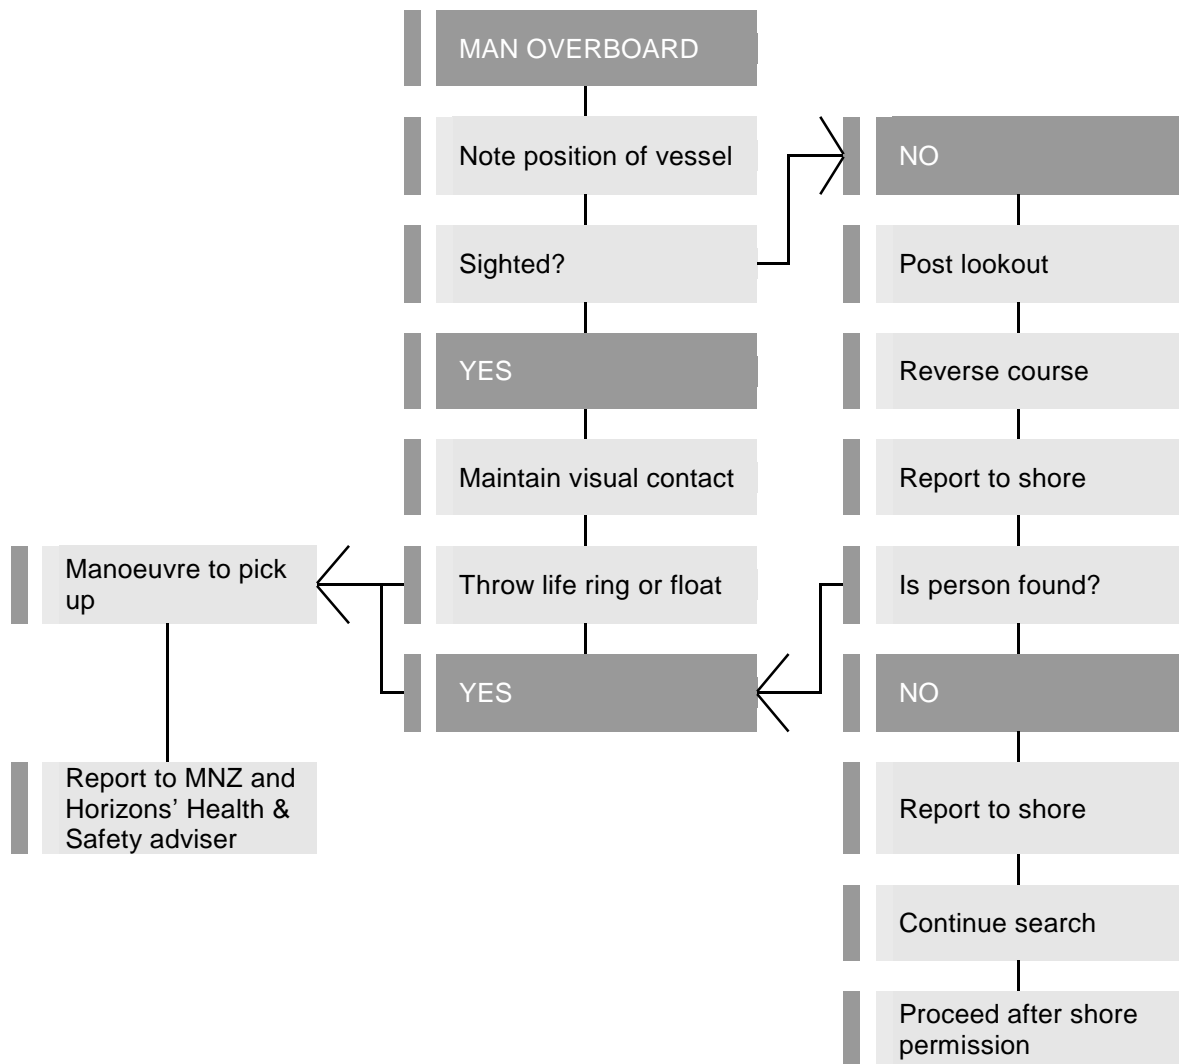 MAN OVERBOARD
Note position of vessel
Sighted?
YES
Maintain visual contact
Throw life ring or float
YES
NO
Post lookout
Reverse course
Report to shore
Is person found?
NO
Report to shore
Continue search
Proceed after shore
permission
Manoeuvre to pick
up
Report to MNZ and
Horizons’ Health &
Safety adviser